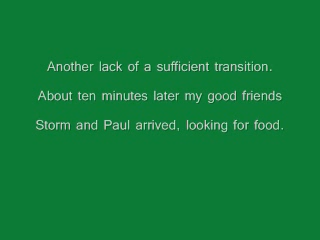 Another lack of a sufficient transition.
About ten minutes later my good friends
Storm and Paul arrived, looking for food.